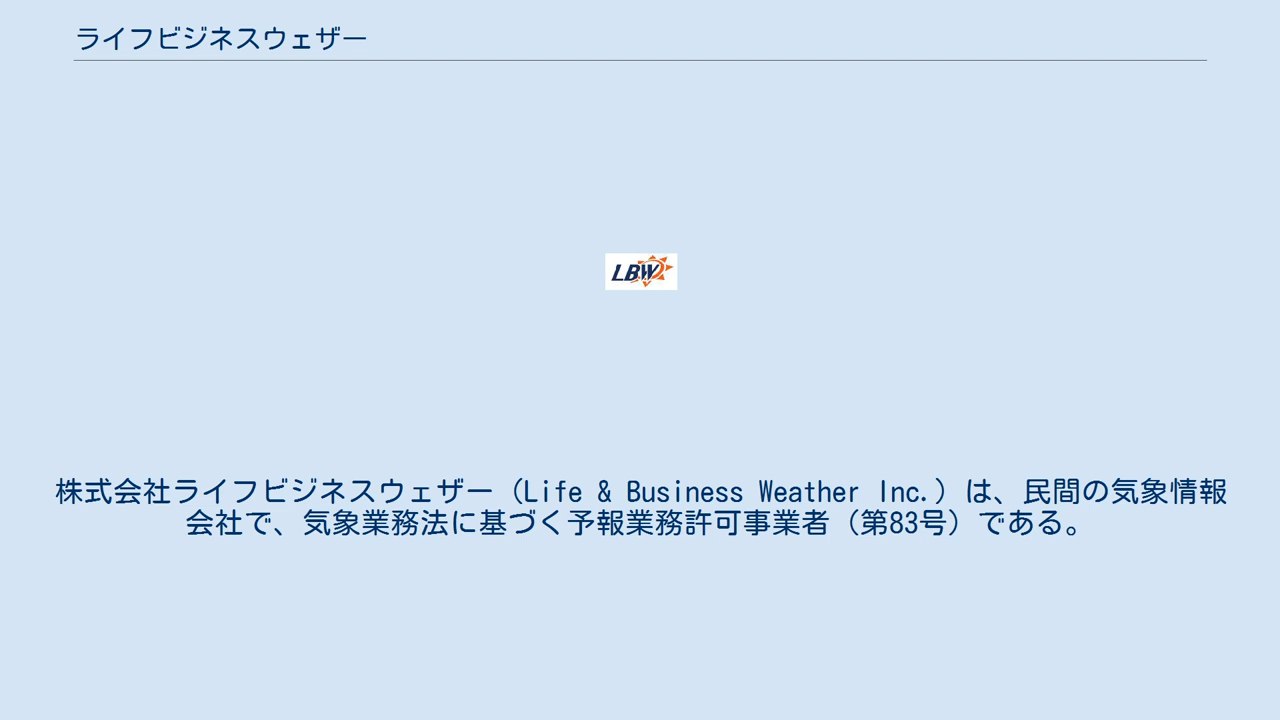 ライフビジネスウェザー
LBW
株式会社ライフビジネスウェザー（Life & Business Weather Inc.）は、民間の気象情報
会社で、気象業務法に基づく予報業務許可事業者（第83号）である。